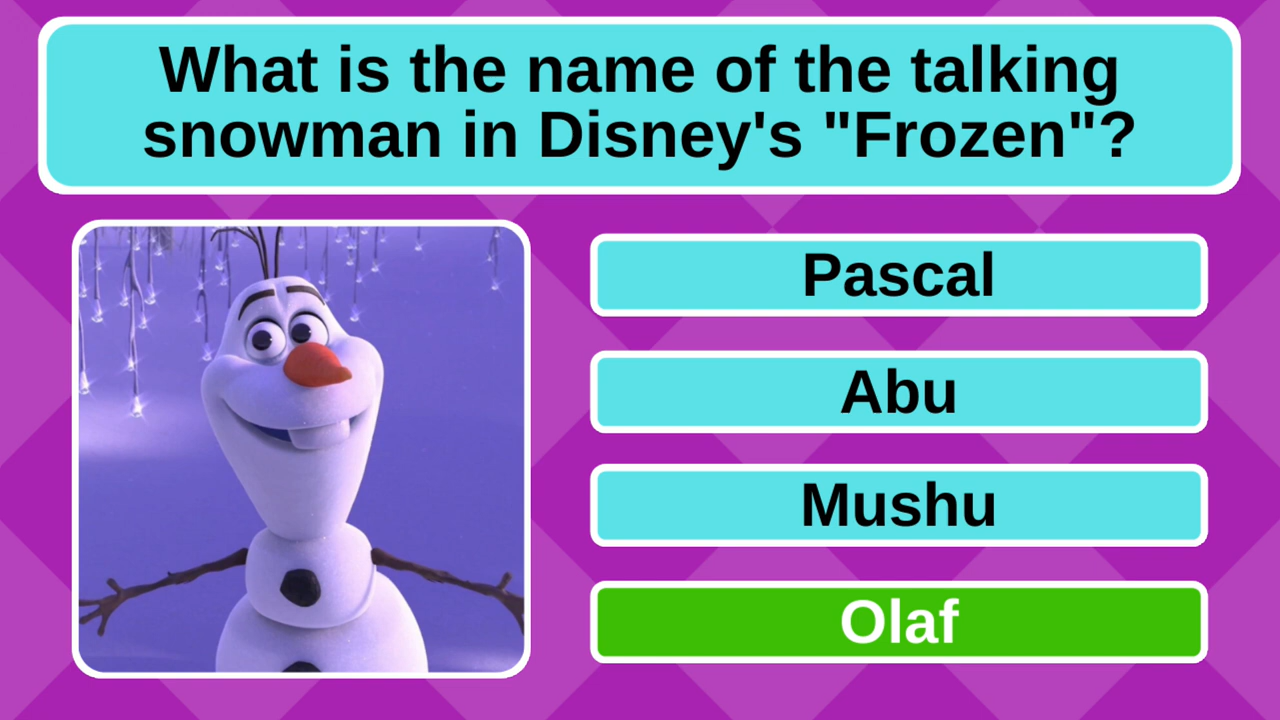 What is the name of the talking
snowman in Disney's "Frozen"?
Pascal
Abu
Mushu
Olaf